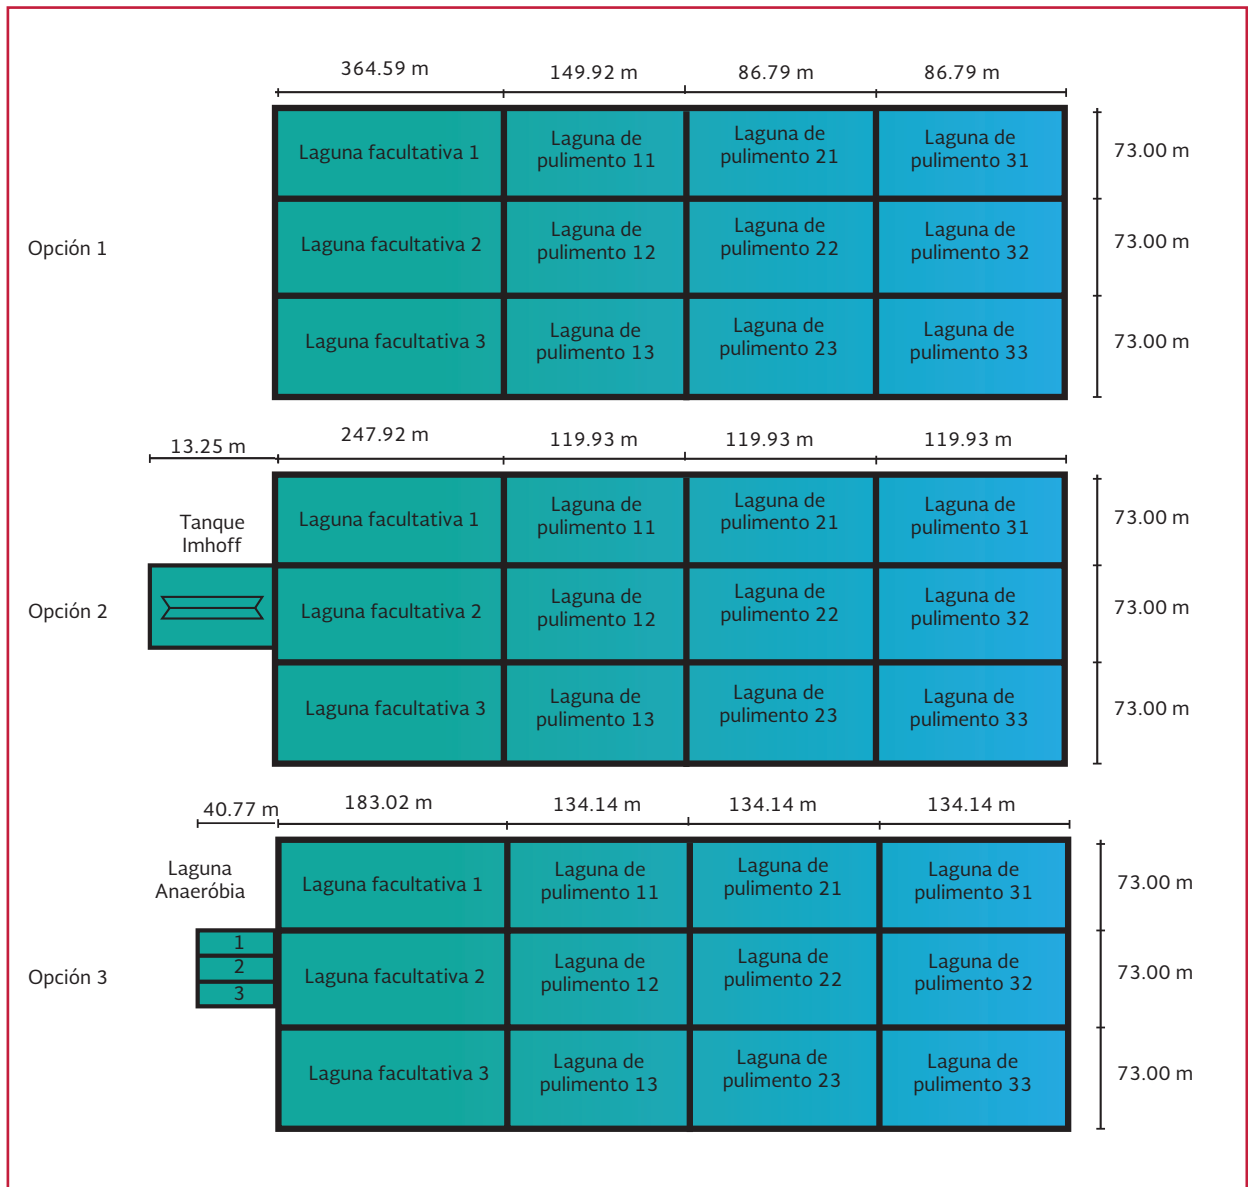 364.59 m
149.92 m
86.79 m
86.79 m
Opción 1
Laguna facultativa 1
Laguna de
pulimento 11
Laguna de
pulimento 21
Laguna de
pulimento 31
73.00 m
Laguna facultativa 2
Laguna de
pulimento 12
Laguna de
pulimento 22
Laguna de
pulimento 32
73.00 m
Laguna facultativa 3
Laguna de
pulimento 13
Laguna de
pulimento 23
Laguna de
pulimento 33
73.00 m
13.25 m
247.92 m
119.93 m
119.93 m
119.93 m
Opción 2
Tanque
Imhoff
Laguna facultativa 1
Laguna de
pulimento 11
Laguna de
pulimento 21
Laguna de
pulimento 31
73.00 m
Laguna facultativa 2
Laguna de
pulimento 12
Laguna de
pulimento 22
Laguna de
pulimento 32
73.00 m
Laguna facultativa 3
Laguna de
pulimento 13
Laguna de
pulimento 23
Laguna de
pulimento 33
73.00 m
40.77 m
183.02 m
134.14 m
134.14 m
134.14 m
Opción 3
Laguna
Anaeróbia
1
2
3
Laguna facultativa 1
Laguna de
pulimento 11
Laguna de
pulimento 21
Laguna de
pulimento 31
73.00 m
Laguna facultativa 2
Laguna de
pulimento 12
Laguna de
pulimento 22
Laguna de
pulimento 32
73.00 m
Laguna facultativa 3
Laguna de
pulimento 13
Laguna de
pulimento 23
Laguna de
pulimento 33
73.00 m